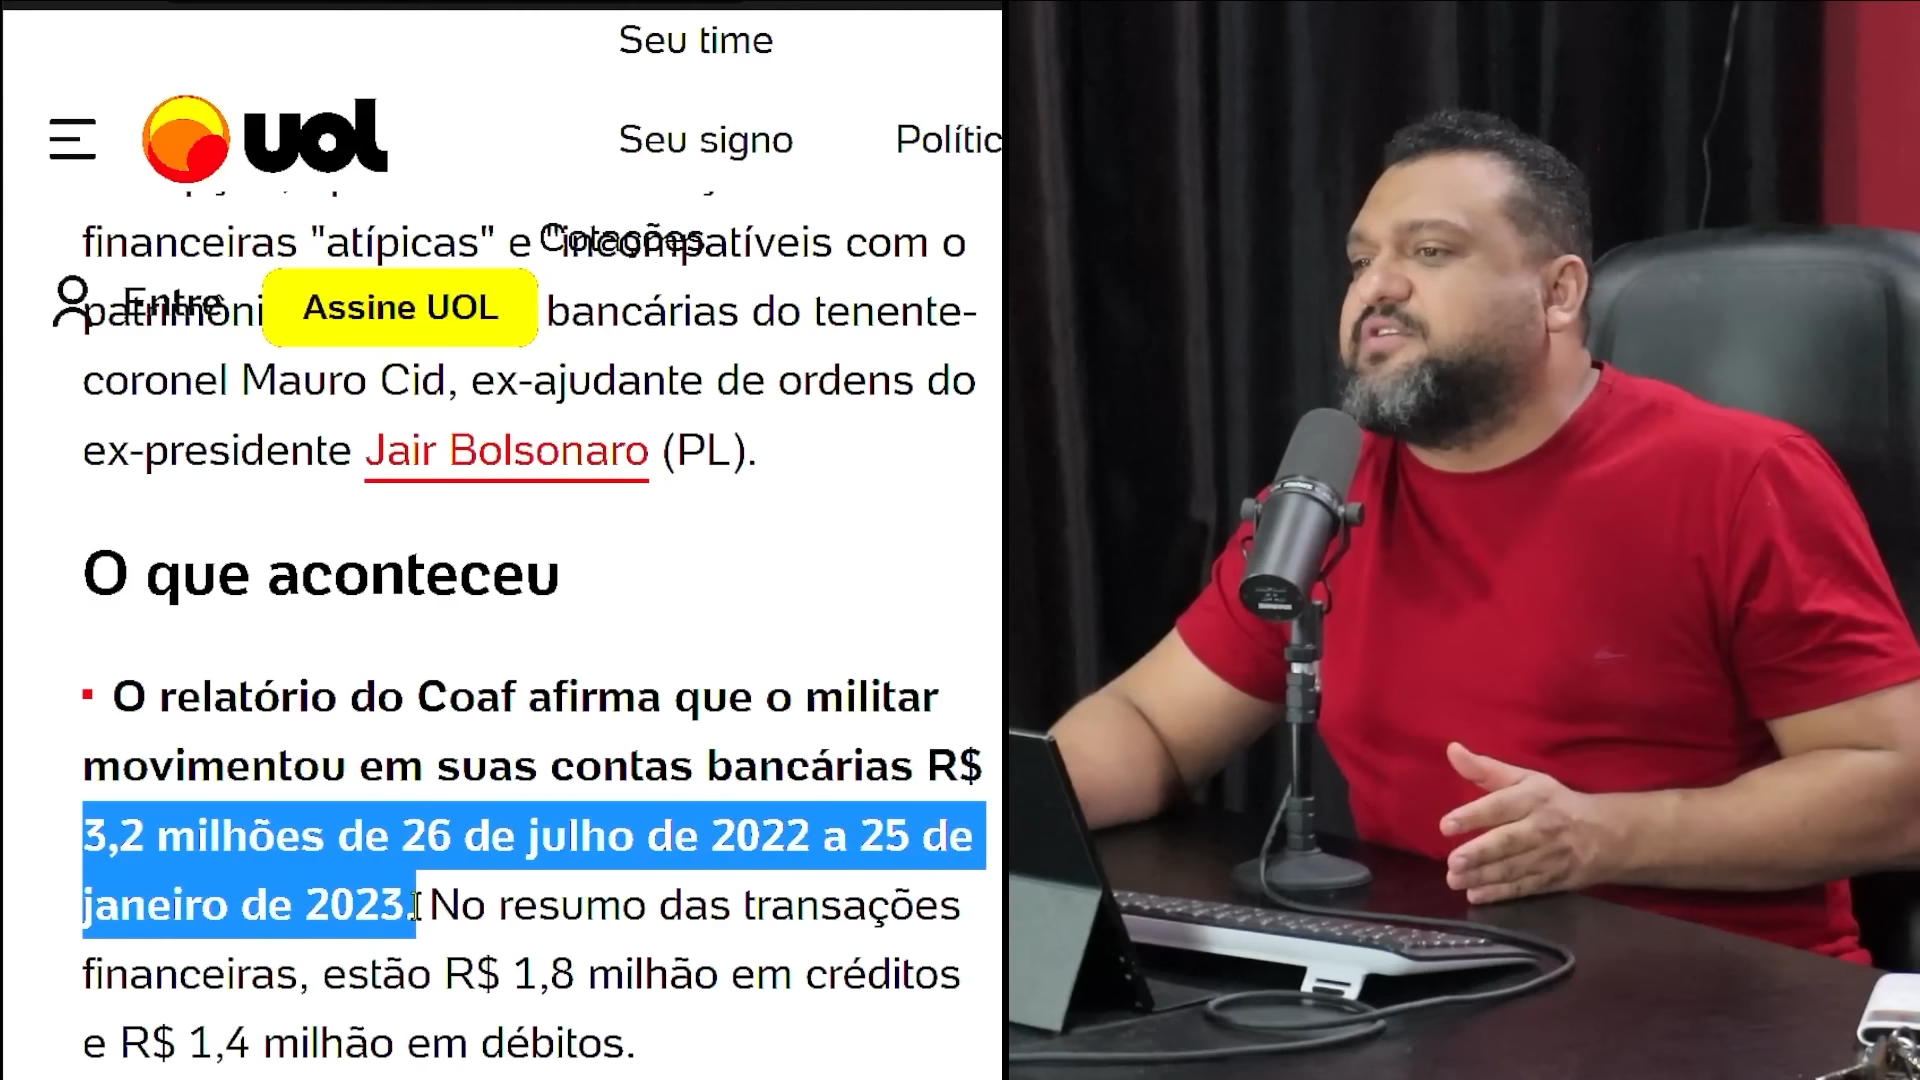 Seu time
uol
Seu signo
Polític
Cotações
financeiras "atípicas" e "incompatíveis com o
Entre
Assine UOL
patrimôni bancárias do tenente-
coronel Mauro Cid, ex-ajudante de ordens do
ex-presidente Jair Bolsonaro (PL).
O que aconteceu
O relatório do Coaf afirma que o militar
movimentou em suas contas bancárias R$
3,2 milhões de 26 de julho de 2022 a 25 de
janeiro de 2023. No resumo das transações
financeiras, estão R$ 1,8 milhão em créditos
e R$ 1,4 milhão em débitos.